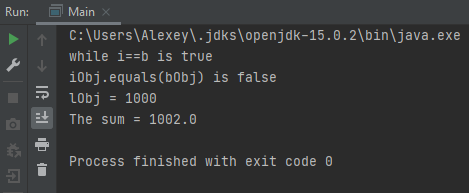 Run: Main ×
C:\Users\Alexey\.jdks\openjdk-15.0.2\bin\java.exe
while i==b is true
iObj.equals(bObj) is false
lObj = 1000
The sum = 1002.0
Process finished with exit code 0